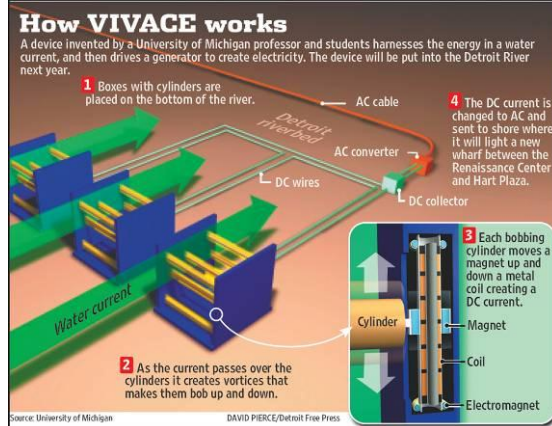 How VIVACE works
A device invented by a University of Michigan professor and students harnesses the energy in a water
current, and then drives a generator to create electricity. The device will be put into the Detroit River
next year.
1 Boxes with cylinders are
placed on the bottom of the river.
AC cable
Detroit
riverbed
AC converter
DC wires
DC collector
4 The DC current is
changed to AC and
sent to shore where
it will light a new
wharf between the
Renaissance Center
and Hart Plaza.
Water current
2 As the current passes over the
cylinders it creates vortices that
makes them bob up and down.
3 Each bobbing
cylinder moves a
magnet up and
down a metal
coil creating a
DC current.
Cylinder
Magnet
Coil
Electromagnet
Source: University of Michigan
DAVID PIERCE/Detroit Free Press